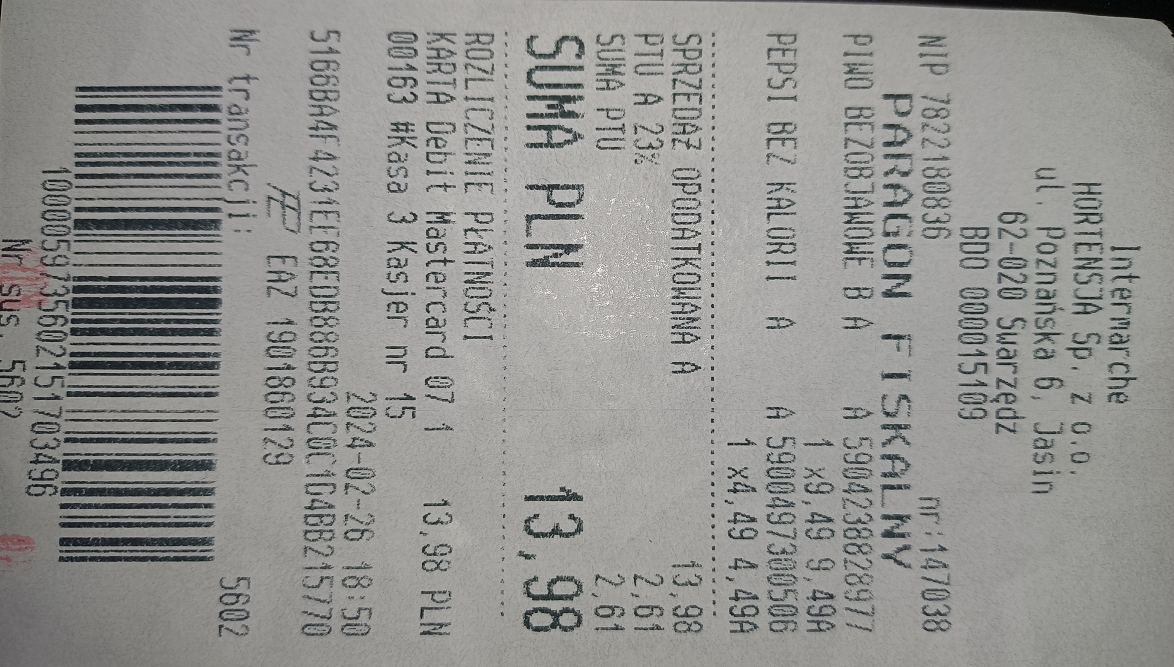 Intermarche
HORTENSJA Sp. z o.o.
ul. Poznańska 6, Jasin
62-020 Swarzędz
BDO 000015109
NIP 7822180836 nr:147038
PARAGON FISKALNY
PIWO BEZOBJAWOWE B A A 5904238828977
1 x9,49 9,49A
PEPSI BEZ KALORII A A 5900497300506
1 x4,49 4,49A
SPRZEDAŻ OPODATKOWANA A 13,98
PTU A 23% 2,61
SUMA PTU 2,61
SUMA PLN 13,98
ROZLICZENIE PŁATNOŚCI
KARTA Debit Mastercard 07 1 13,98 PLN
00163 #Kasa 3 Kasjer nr 15
2024-02-26 18:50
5168BA4F4231EE68EDB886B934C0C1G4BB215770
EAZ 1901860129
Nr transakcji: 5602
1000059735602151703496
Nr sys. 5602